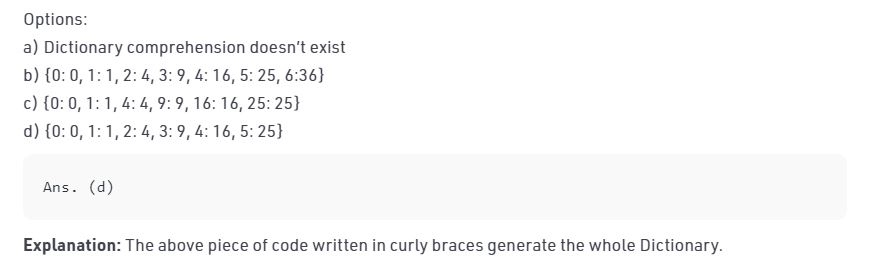 Options:
a) Dictionary comprehension doesn’t exist
b) {0: 0, 1: 1, 2: 4, 3: 9, 4: 16, 5: 25, 6:36}
c) {0: 0, 1: 1, 4: 4, 9: 9, 16: 16, 25: 25}
d) {0: 0, 1: 1, 2: 4, 3: 9, 4: 16, 5: 25}
Ans. (d)
Explanation: The above piece of code written in curly braces generate the whole Dictionary.